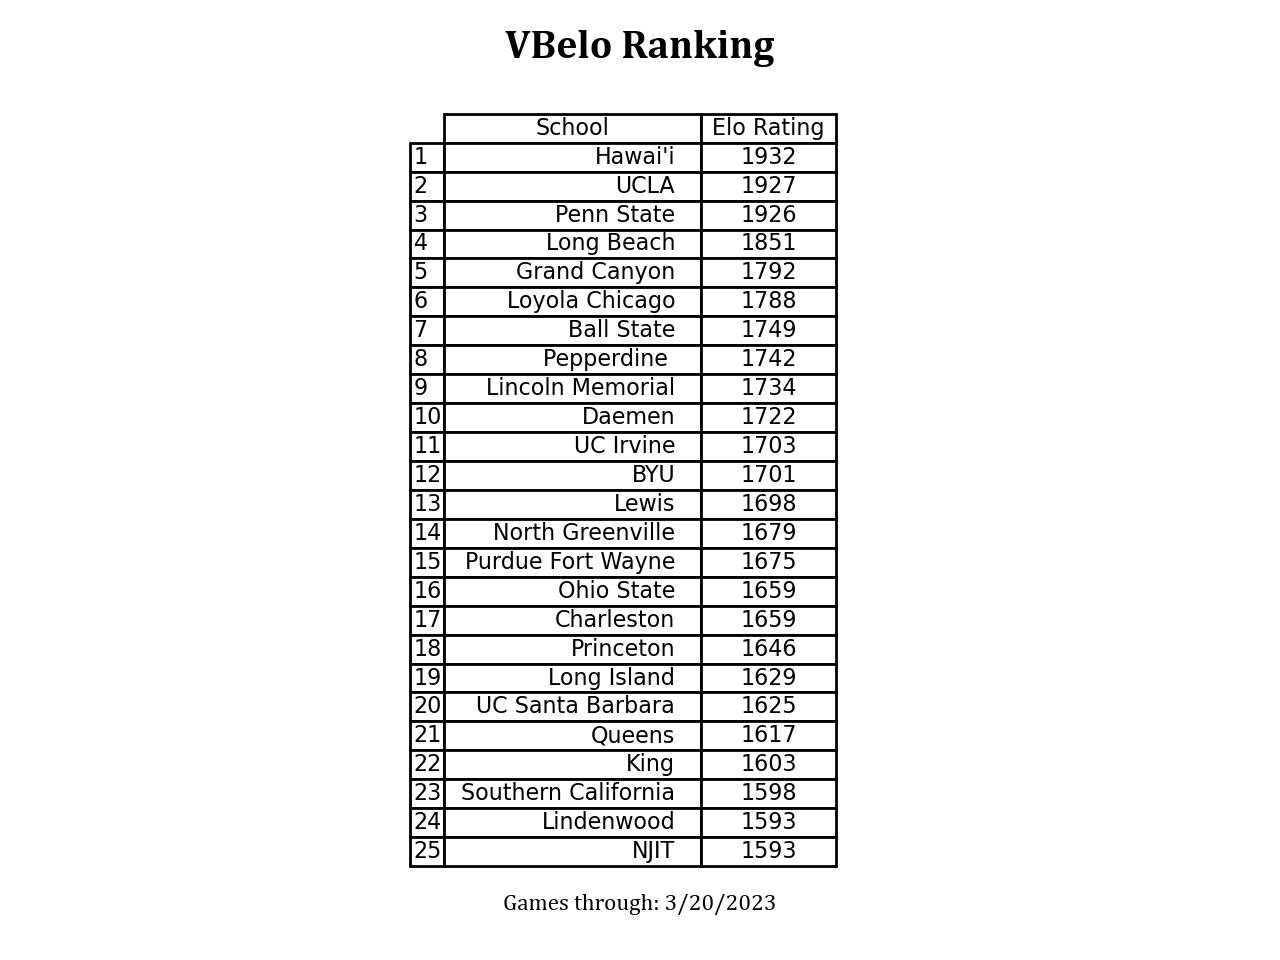 VBelo Ranking
School Elo Rating
1 Hawai'i 1932
2 UCLA 1927
3 Penn State 1926
4 Long Beach 1851
5 Grand Canyon 1792
6 Loyola Chicago 1788
7 Ball State 1749
8 Pepperdine 1742
9 Lincoln Memorial 1734
10 Daemen 1722
11 UC Irvine 1703
12 BYU 1701
13 Lewis 1698
14 North Greenville 1679
15 Purdue Fort Wayne 1675
16 Ohio State 1659
17 Charleston 1659
18 Princeton 1646
19 Long Island 1629
20 UC Santa Barbara 1625
21 Queens 1617
22 King 1603
23 Southern California 1598
24 Lindenwood 1593
25 NJIT 1593
Games through: 3/20/2023